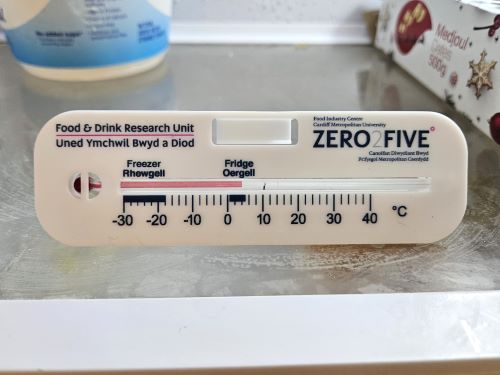 Food & Drink Research Unit
Uned Ymchwil Bwyd a Diod
Food Industry Centre
Cardiff Metropolitan University
ZERO2FIVE
Canolfan Diwydiant Bwyd
Prifysgol Metropolitan Caerdydd
Freezer
Rhewgell
Fridge
Oergell
-30 -20 -10 0 10 20 30 40 °C
Medjoul
Dates
500g